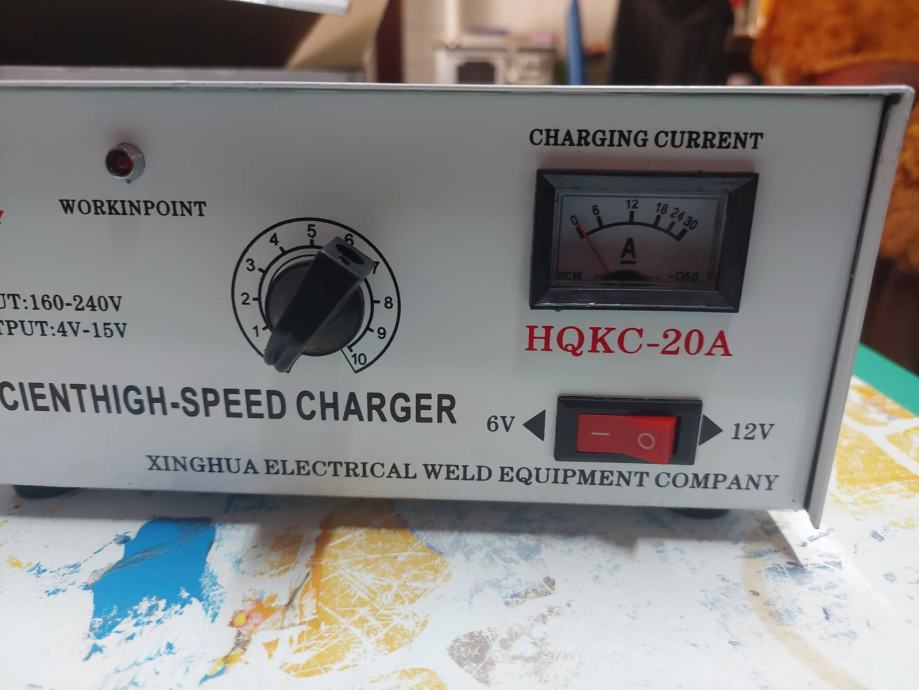 CHARGING CURRENT
WORKINPOINT
0 6 12 18 24 30
A
HC16
1 2 3 4 5 6 7 8 9 10
UT:160-240V
TPUT:4V-15V
HQKC-20A
CIENTHIGH-SPEED CHARGER
6V
I O
12V
XINGHUA ELECTRICAL WELD EQUIPMENT COMPANY